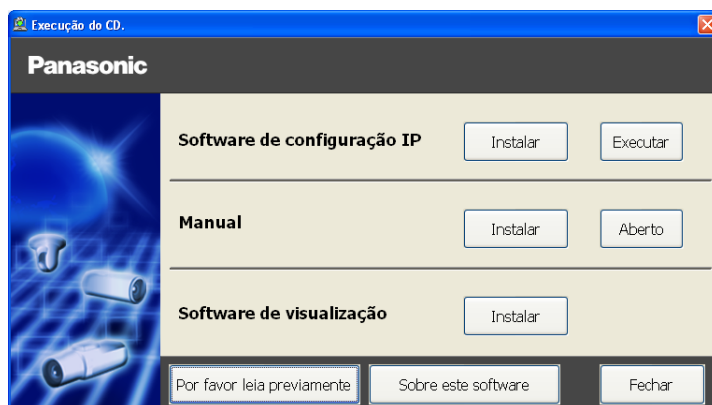 Execução do CD.
Panasonic
Software de configuração IP Instalar Executar
Manual Instalar Aberto
Software de visualização Instalar
Por favor leia previamente Sobre este software Fechar